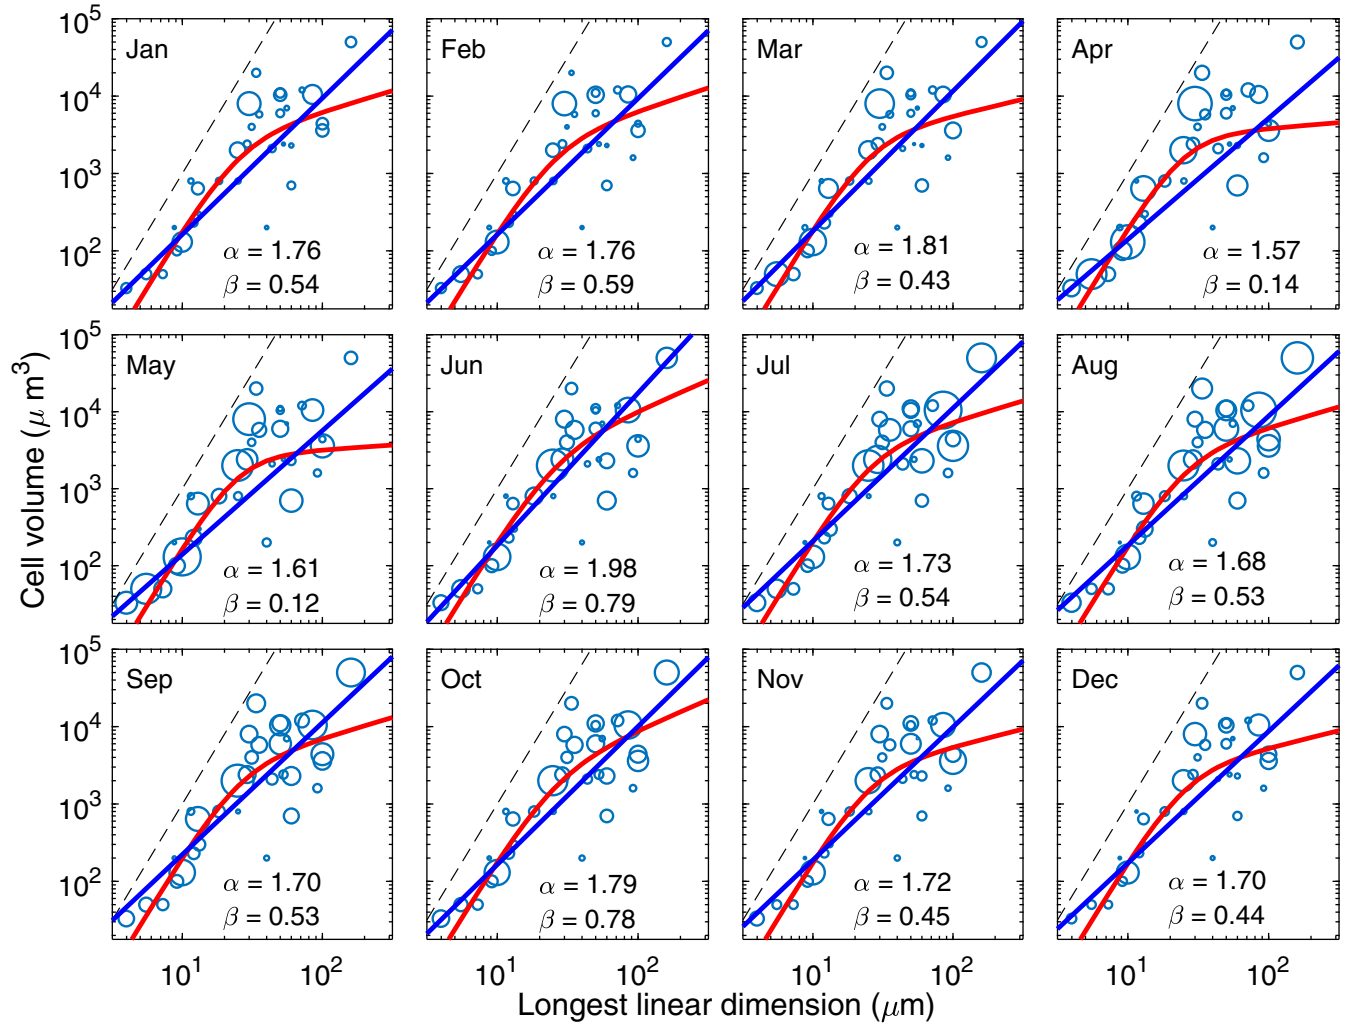 10^5
10^4
10^3
10^2
Jan
α = 1.76
β = 0.54
Feb
α = 1.76
β = 0.59
Mar
α = 1.81
β = 0.43
Apr
α = 1.57
β = 0.14
Cell volume (μ m^3)
10^5
10^4
10^3
10^2
May
α = 1.61
β = 0.12
Jun
α = 1.98
β = 0.79
Jul
α = 1.73
β = 0.54
Aug
α = 1.68
β = 0.53
10^5
10^4
10^3
10^2
Sep
α = 1.70
β = 0.53
Oct
α = 1.79
β = 0.78
Nov
α = 1.72
β = 0.45
Dec
α = 1.70
β = 0.44
10^1 10^2 10^1 10^2 10^1 10^2 10^1 10^2
Longest linear dimension (μm)